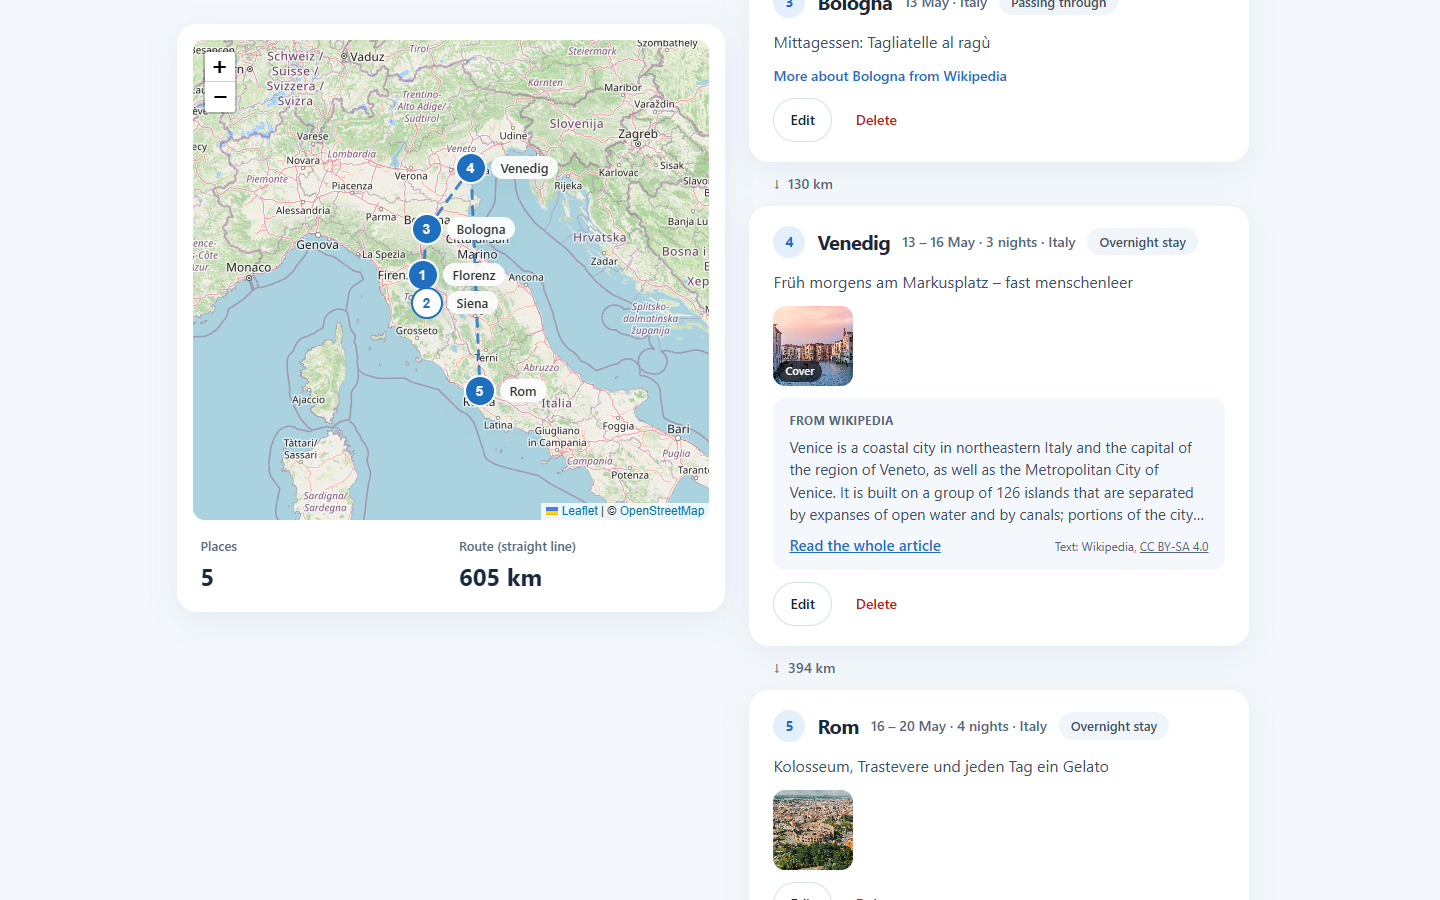 +
−
Schweiz /
Suisse /
Svizzera /
Svizra
Vaduz
Tirol
Steiermark
Szombathely
Kärnten
Maribor
Varaždin
Trentino-
Alto Adige/
Südtirol
Slovenija
Zagreb
Varese
Udine
Veneto
Novara
Lombardia
Verona
4
Venedig
Sisak
Karlovac
Piemonte
Piacenza
Rijeka
Alessandria
Parma
3
Bologna
Banja Lu
Genova
La Spezia
Marino
Hrvatska
Bosna i
Zadar
Monaco
Firen
1
Florenz
Ancona
2
Siena
Splitsko-
dalmatinska
županija
Grosseto
Terni
Abruzzo
Ajaccio
5
Rom
Italia
Latina
Giugliano
in Campania
Foggia
Bari
Tàttari/
Sassari
Campania
Puglia
Potenza
Tarant
Sardigna/
Sardegna
Leaflet | © OpenStreetMap
Places
5
Route (straight line)
605 km
3 Bologna 13 May · Italy Passing through
Mittagessen: Tagliatelle al ragù
More about Bologna from Wikipedia
Edit Delete
↓ 130 km
4 Venedig 13 – 16 May · 3 nights · Italy Overnight stay
Früh morgens am Markusplatz – fast menschenleer
Cover
FROM WIKIPEDIA
Venice is a coastal city in northeastern Italy and the capital of
the region of Veneto, as well as the Metropolitan City of
Venice. It is built on a group of 126 islands that are separated
by expanses of open water and by canals; portions of the city...
Read the whole article
Text: Wikipedia, CC BY-SA 4.0
Edit Delete
↓ 394 km
5 Rom 16 – 20 May · 4 nights · Italy Overnight stay
Kolosseum, Trastevere und jeden Tag ein Gelato